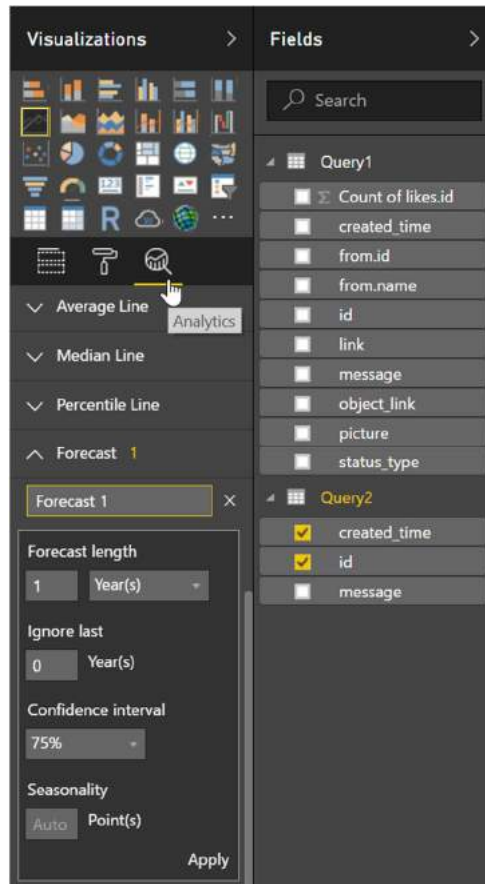 Visualizations
Average Line
Analytics
Median Line
Percentile Line
Forecast 1
Forecast 1
Forecast length
1 Year(s)
Ignore last
0 Year(s)
Confidence interval
75%
Seasonality
Auto Point(s)
Apply
Fields
Search
Query1
Σ Count of likes.id
created_time
from.id
from.name
id
link
message
object_link
picture
status_type
Query2
created_time
id
message